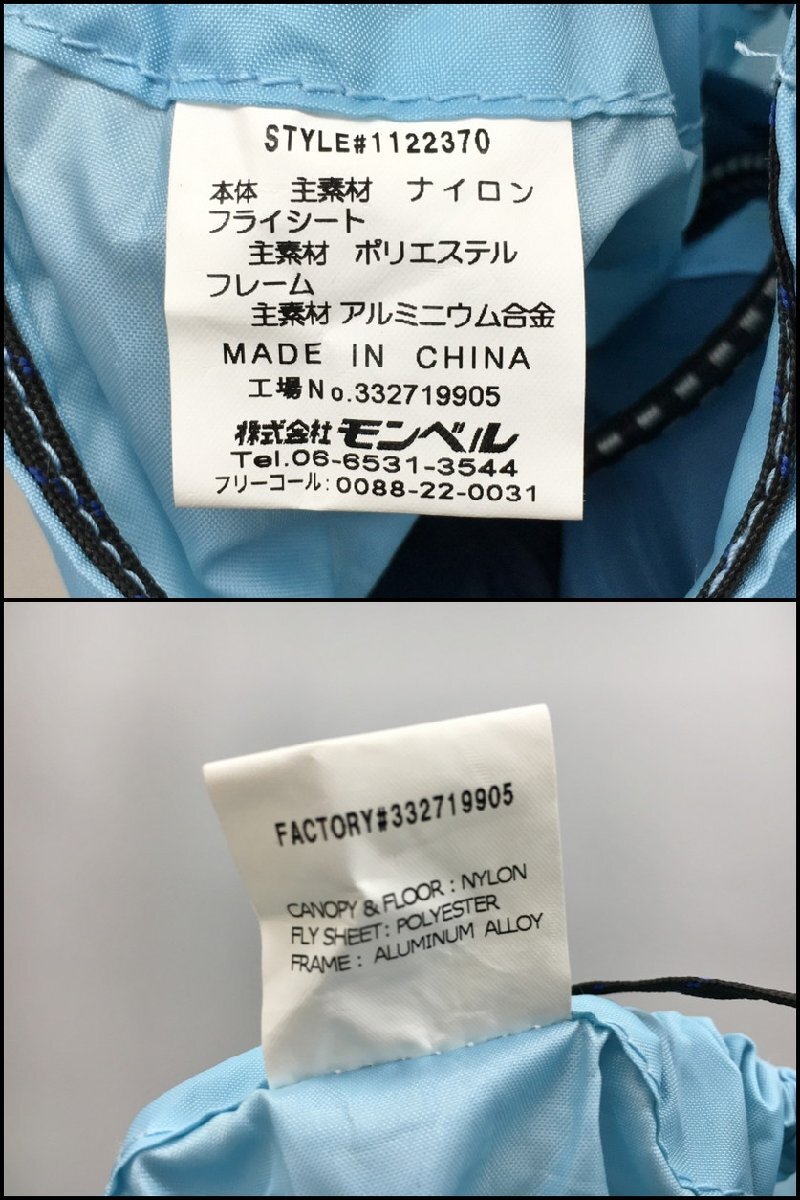 STYLE#1122370
本体 主素材 ナイロン
フライシート
主素材 ポリエステル
フレーム
主素材 アルミニウム合金
MADE IN CHINA
工場No.332719905
株式会社モンベル
Tel.06-6531-3544
フリーコール:0088-22-0031
FACTORY#332719905
CANOPY & FLOOR : NYLON
FLY SHEET : POLYESTER
FRAME : ALUMINUM ALLOY